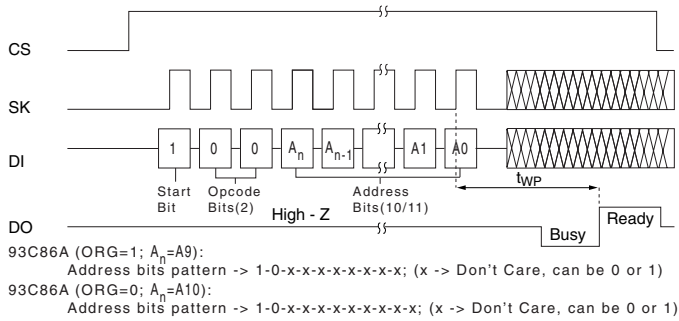 CS
SK
DI
1 0 0 An An-1 A1 A0
Start Bit
Opcode Bits(2)
Address Bits(10/11)
tWP
DO
High - Z
Busy
Ready
93C86A (ORG=1; An=A9):
Address bits pattern -> 1-0-x-x-x-x-x-x-x-x; (x -> Don't Care, can be 0 or 1)
93C86A (ORG=0; An=A10):
Address bits pattern -> 1-0-x-x-x-x-x-x-x-x-x; (x -> Don't Care, can be 0 or 1)